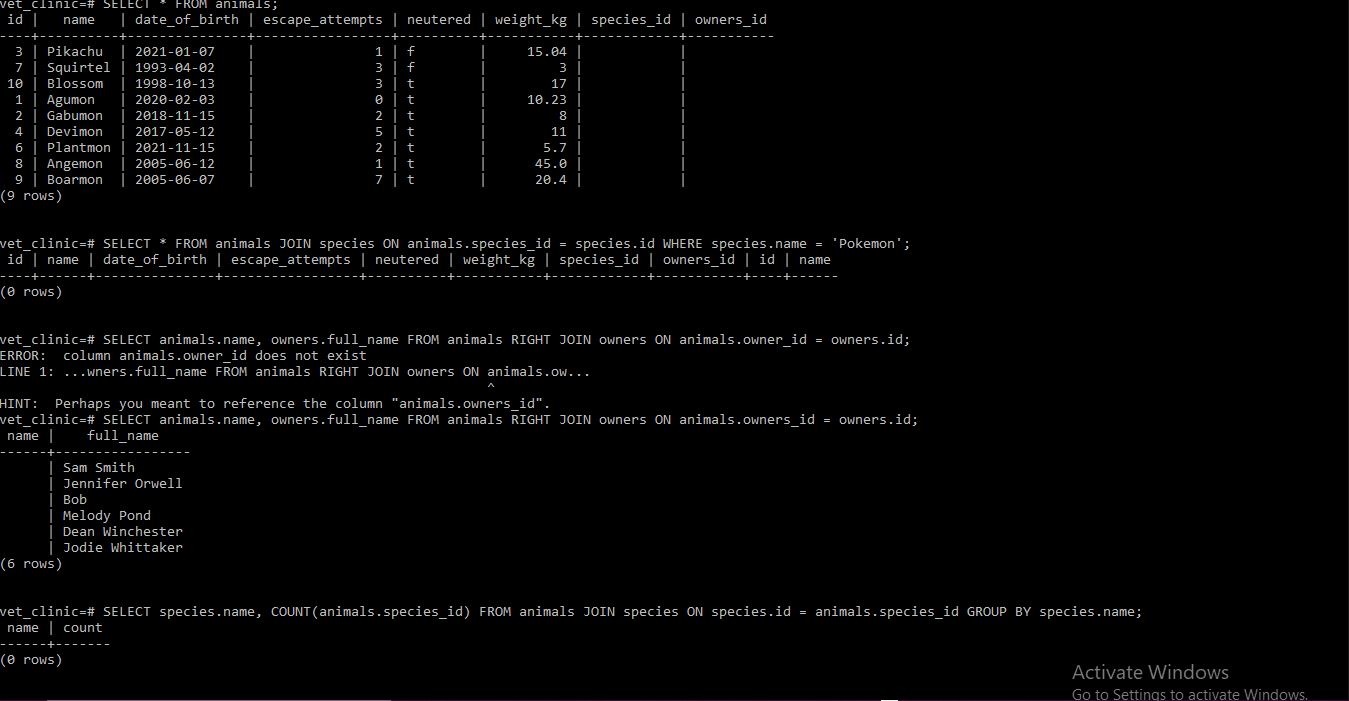 vet_clinic=# SELECT * FROM animals;
 id |   name   | date_of_birth | escape_attempts | neutered | weight_kg | species_id | owners_id
----+----------+---------------+-----------------+----------+-----------+------------+-----------
  3 | Pikachu  | 2021-01-07    |               1 | f        |     15.04 |            |
  7 | Squirtel | 1993-04-02    |               3 | f        |         3 |            |
 10 | Blossom  | 1998-10-13    |               3 | t        |        17 |            |
  1 | Agumon   | 2020-02-03    |               0 | t        |     10.23 |            |
  2 | Gabumon  | 2018-11-15    |               2 | t        |         8 |            |
  4 | Devimon  | 2017-05-12    |               5 | t        |        11 |            |
  6 | Plantmon | 2021-11-15    |               2 | t        |       5.7 |            |
  8 | Angemon  | 2005-06-12    |               1 | t        |      45.0 |            |
  9 | Boarmon  | 2005-06-07    |               7 | t        |      20.4 |            |
(9 rows)
vet_clinic=# SELECT * FROM animals JOIN species ON animals.species_id = species.id WHERE species.name = 'Pokemon';
 id | name | date_of_birth | escape_attempts | neutered | weight_kg | species_id | owners_id | id | name
----+------+---------------+-----------------+----------+-----------+------------+-----------+----+------
(0 rows)
vet_clinic=# SELECT animals.name, owners.full_name FROM animals RIGHT JOIN owners ON animals.owner_id = owners.id;
ERROR:  column animals.owner_id does not exist
LINE 1: ...wners.full_name FROM animals RIGHT JOIN owners ON animals.ow...
                                                             ^
HINT:  Perhaps you meant to reference the column "animals.owners_id".
vet_clinic=# SELECT animals.name, owners.full_name FROM animals RIGHT JOIN owners ON animals.owners_id = owners.id;
 name |    full_name
------+-----------------
      | Sam Smith
      | Jennifer Orwell
      | Bob
      | Melody Pond
      | Dean Winchester
      | Jodie Whittaker
(6 rows)
vet_clinic=# SELECT species.name, COUNT(animals.species_id) FROM animals JOIN species ON species.id = animals.species_id GROUP BY species.name;
 name | count
------+-------
(0 rows)
Activate Windows
Go to Settings to activate Windows.